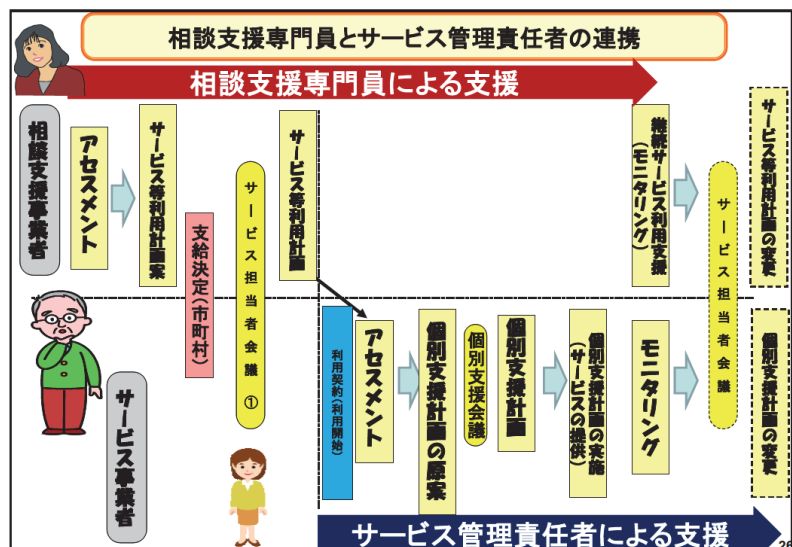 相談支援専門員とサービス管理責任者の連携
相談支援専門員による支援
相談支援事業者
アセスメント
サービス等利用計画案
支給決定(市町村)
サービス担当者会議①
サービス等利用計画
継続サービス利用支援
(モニタリング)
サービス担当者会議
サービス等利用計画の変更
サービス事業者
利用契約(利用開始)
アセスメント
個別支援計画の原案
個別支援会議
個別支援計画
個別支援計画の実施
(サービスの提供)
モニタリング
個別支援計画の変更
サービス管理責任者による支援
26